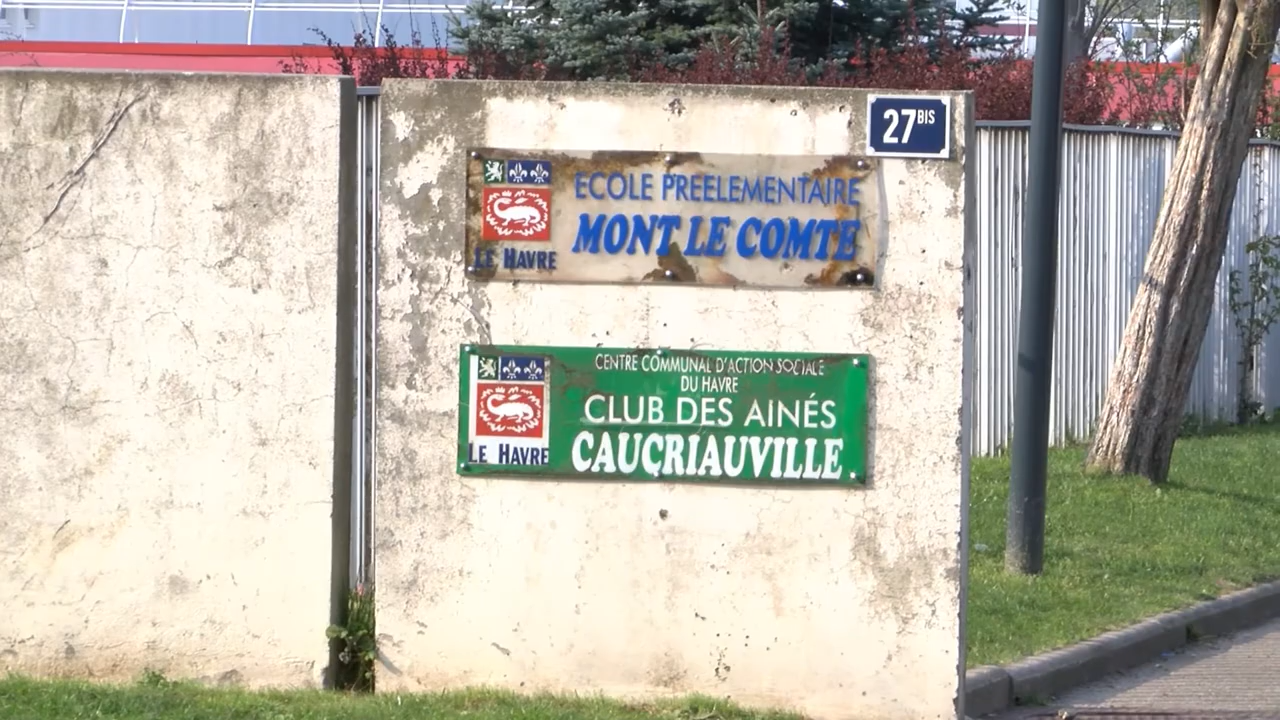 27BIS
ECOLE PREELEMENTAIRE
MONT LE COMTE
LE HAVRE
CENTRE COMMUNAL D'ACTION SOCIALE
DU HAVRE
CLUB DES AINÉS
CAUCRIAUVILLE
LE HAVRE